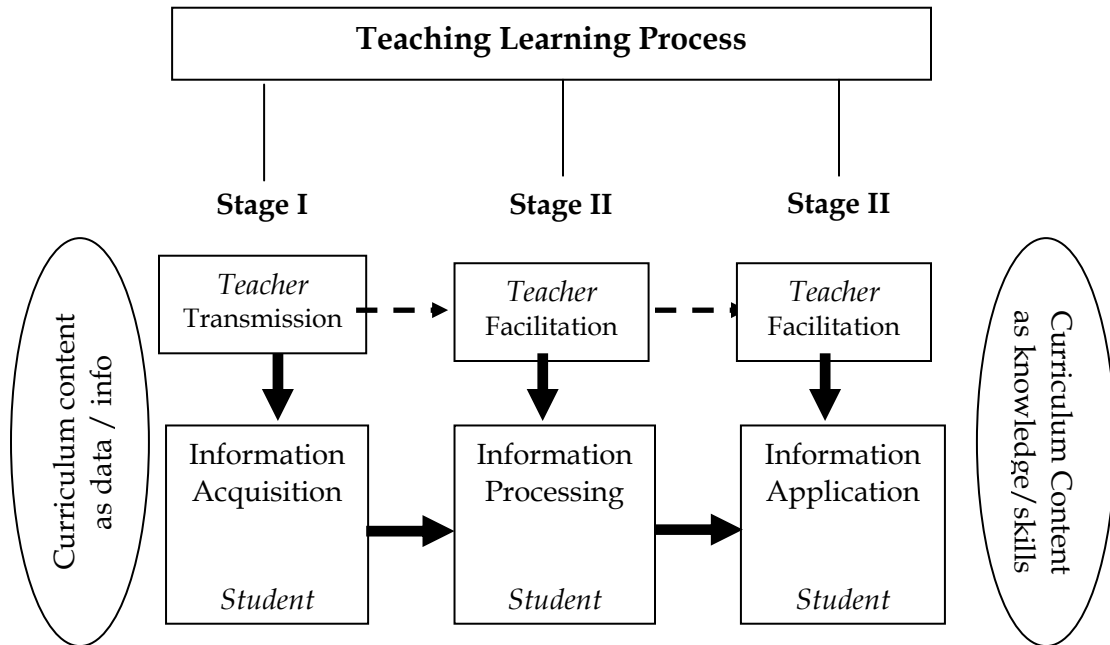 Teaching Learning Process
Stage I
Stage II
Stage II
Curriculum content
as data / info
Teacher
Transmission
Teacher
Facilitation
Teacher
Facilitation
Information
Acquisition
Student
Information
Processing
Student
Information
Application
Student
Curriculum Content
as knowledge/skills